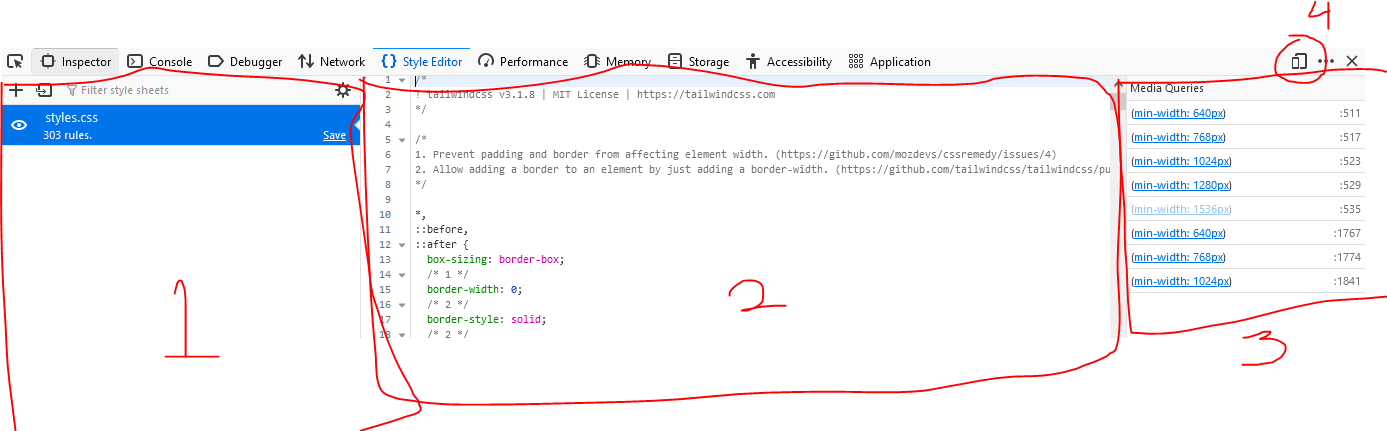 4
Inspector Console Debugger Network {} Style Editor Performance Memory Storage Accessibility Application
+ Filter style sheets
styles.css
303 rules. Save
1 /*
2 ! tailwindcss v3.1.8 | MIT License | https://tailwindcss.com
3 */
4
5 /*
6 1. Prevent padding and border from affecting element width. (https://github.com/mozdevs/cssremedy/issues/4)
7 2. Allow adding a border to an element by just adding a border-width. (https://github.com/tailwindcss/tailwindcss/pu
8 */
9
10 *,
11 ::before,
12 ::after {
13 box-sizing: border-box;
14 /* 1 */
15 border-width: 0;
16 /* 2 */
17 border-style: solid;
18 /* 2 */
Media Queries
(min-width: 640px) :511
(min-width: 768px) :517
(min-width: 1024px) :523
(min-width: 1280px) :529
(min-width: 1536px) :535
(min-width: 640px) :1767
(min-width: 768px) :1774
(min-width: 1024px) :1841
1
2
3